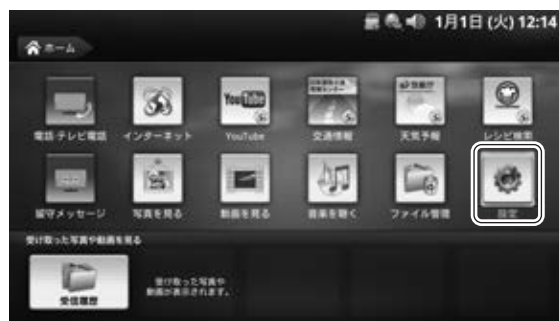 1月1日 (火) 12:14
ホーム
電話・テレビ電話 インターネット YouTube 交通情報 天気予報 レシピ検索
留守メッセージ 写真を見る 動画を見る 音楽を聴く ファイル管理 設定
受け取った写真や動画を見る
受信履歴
受け取った写真や
動画が表示されます。